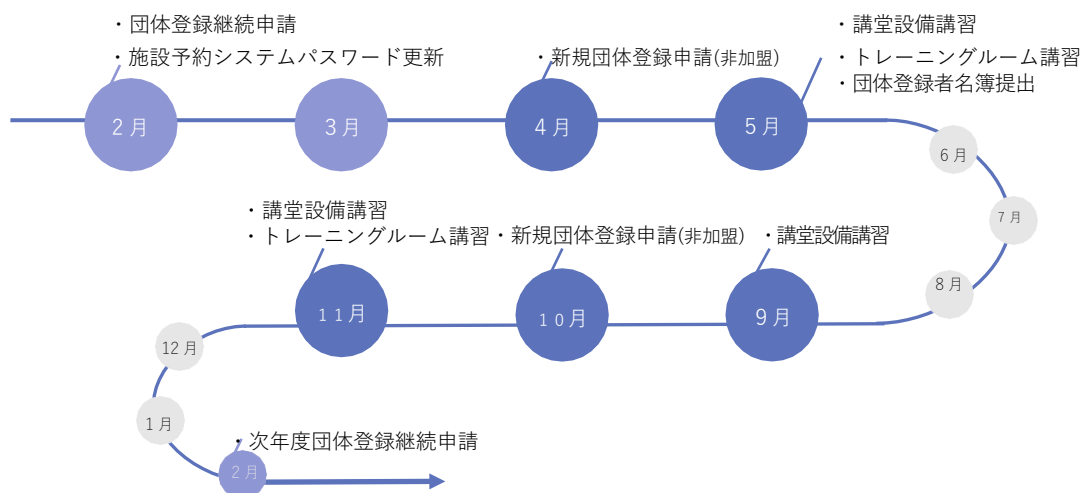 ・団体登録継続申請
・施設予約システムパスワード更新
・新規団体登録申請(非加盟)
・講堂設備講習
・トレーニングルーム講習
・団体登録者名簿提出
2月
3月
4月
5月
6月
7月
8月
・講堂設備講習
・トレーニングルーム講習
・新規団体登録申請(非加盟)
・講堂設備講習
11月
10月
9月
12月
1月
・次年度団体登録継続申請
2月